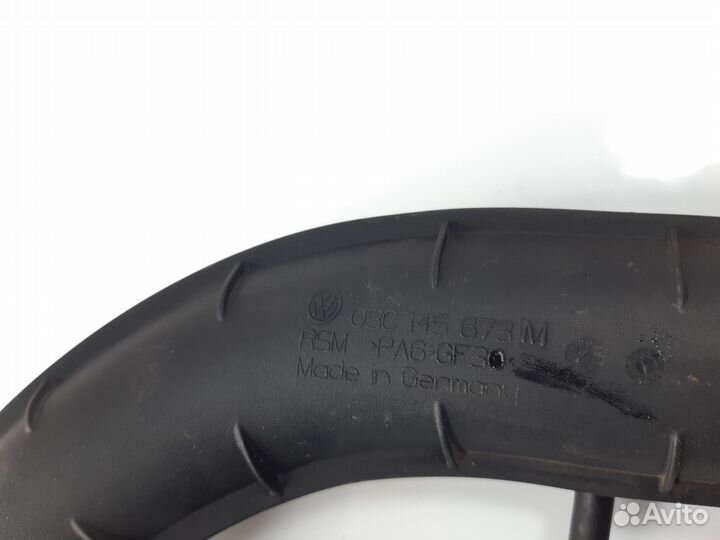 03C 145 673 M
RSM >PA6-GF30<
Made in Germany
Avito